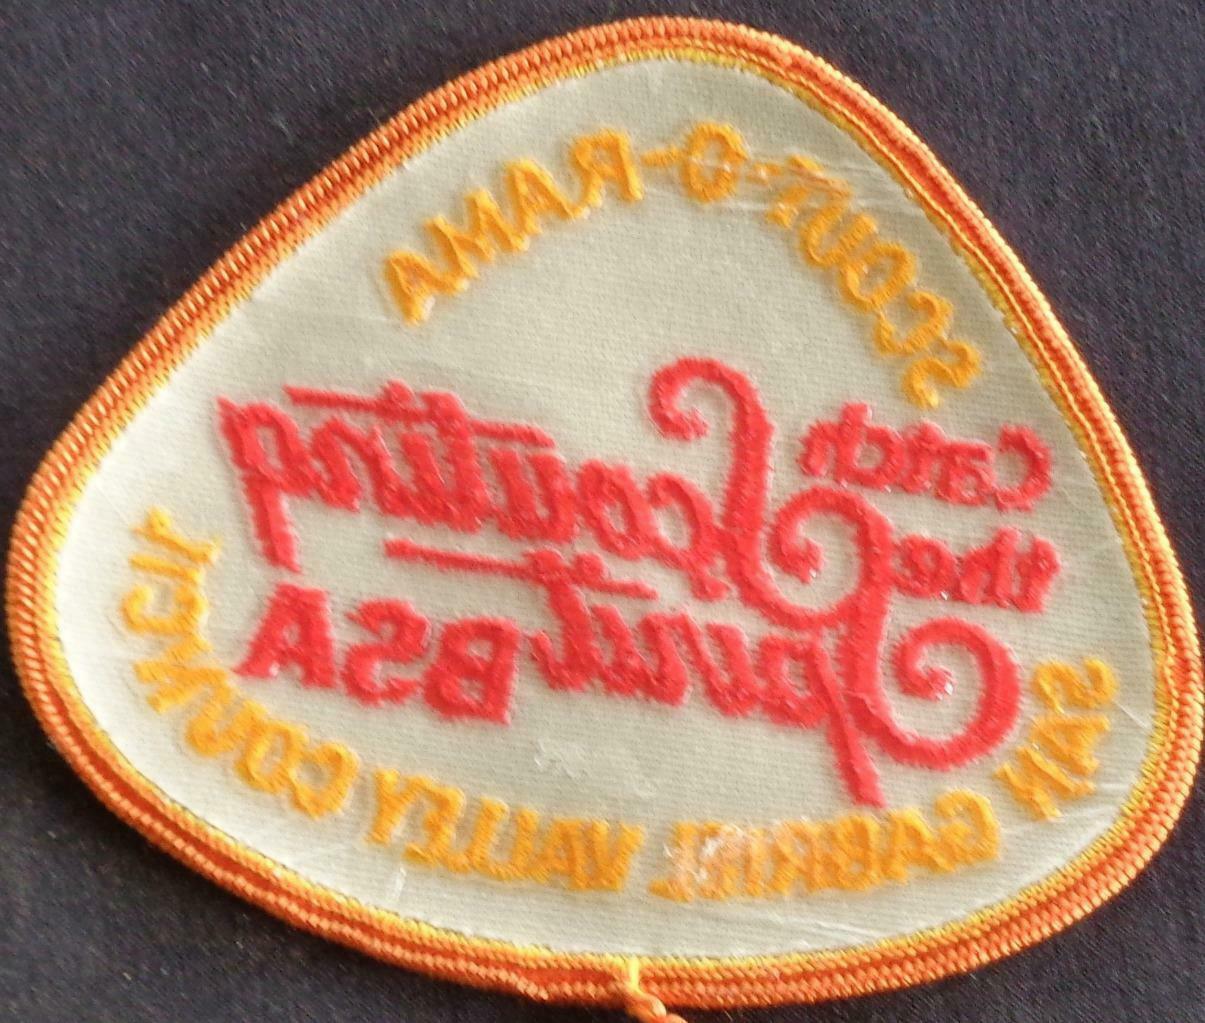 SCOUT-O-RAMA
Catch
the
Scouting
Spirit
BSA
SAN GABRIEL VALLEY COUNCIL